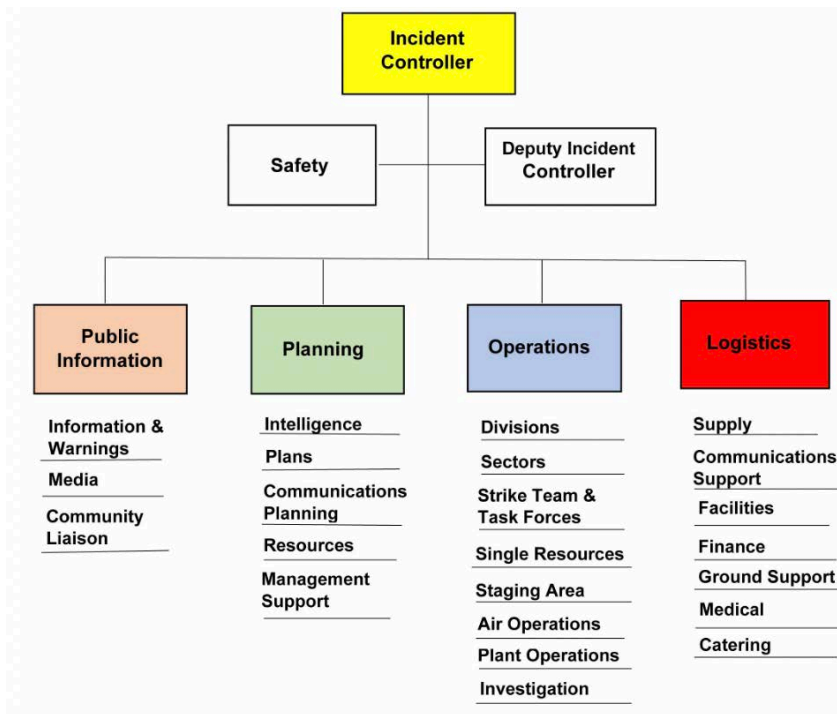 Incident
Controller
Safety
Deputy Incident
Controller
Public
Information
Planning
Operations
Logistics
Information &
Warnings
Media
Community
Liaison
Intelligence
Plans
Communications
Planning
Resources
Management
Support
Divisions
Sectors
Strike Team &
Task Forces
Single Resources
Staging Area
Air Operations
Plant Operations
Investigation
Supply
Communications
Support
Facilities
Finance
Ground Support
Medical
Catering